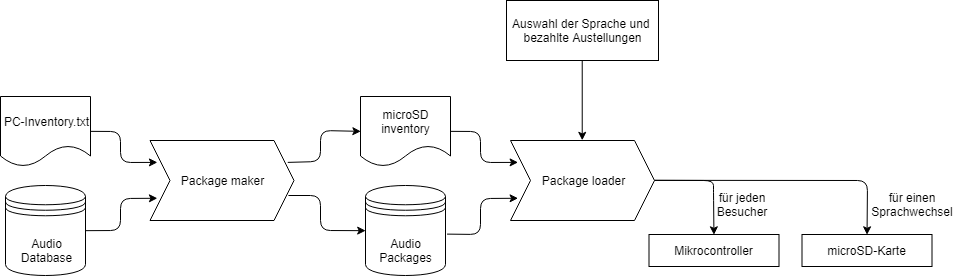 Auswahl der Sprache und
bezahlte Austellungen
PC-Inventory.txt
microSD
inventory
Package maker
Package loader
für jeden
Besucher
für einen
Sprachwechsel
Audio
Database
Audio
Packages
Mikrocontroller
microSD-Karte